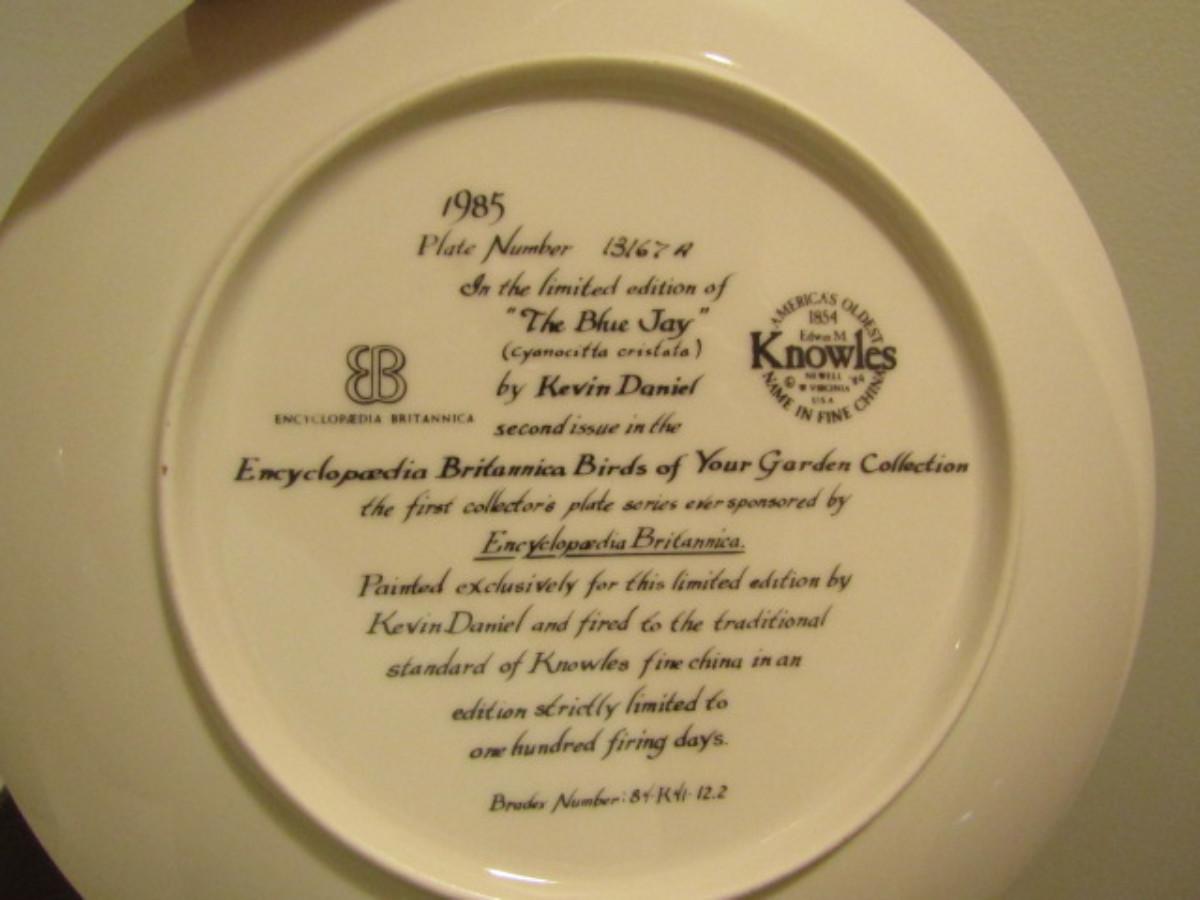 1985
Plate Number 13167 A
In the limited edition of
"The Blue Jay"
(cyanocitta cristata)
by Kevin Daniel
second issue in the
Encyclopædia Britannica Birds of Your Garden Collection
the first collector's plate series ever sponsored by
Encyclopædia Britannica.
Painted exclusively for this limited edition by
Kevin Daniel and fired to the traditional
standard of Knowles fine china in an
edition strictly limited to
one hundred firing days.
Bradex Number: 84-K41-12.2
EB
ENCYCLOPÆDIA BRITANNICA
AMERICA'S OLDEST
1854
Edwin M.
Knowles
NEWELL
© W VIRGINIA '84
U.S.A.
NAME IN FINE CHINA